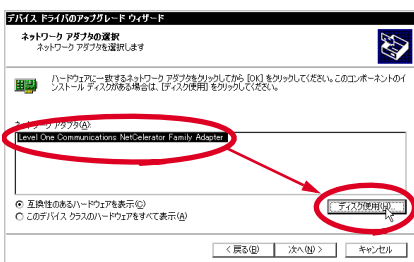 デバイス ドライバのアップグレード ウィザード
ネットワーク アダプタの選択
ネットワーク アダプタを選択します
ハードウェアに一致するネットワーク アダプタをクリックしてから [OK] をクリックしてください。このコンポーネントのイ
ンストール ディスクがある場合は、[ディスク使用] をクリックしてください。
ネットワーク アダプタ(A):
Level One Communications NetCelerator Family Adapter
ディスク使用(H)...
互換性のあるハードウェアを表示(C)
このデバイス クラスのハードウェアをすべて表示(A)
< 戻る(B)
次へ(N) >
キャンセル